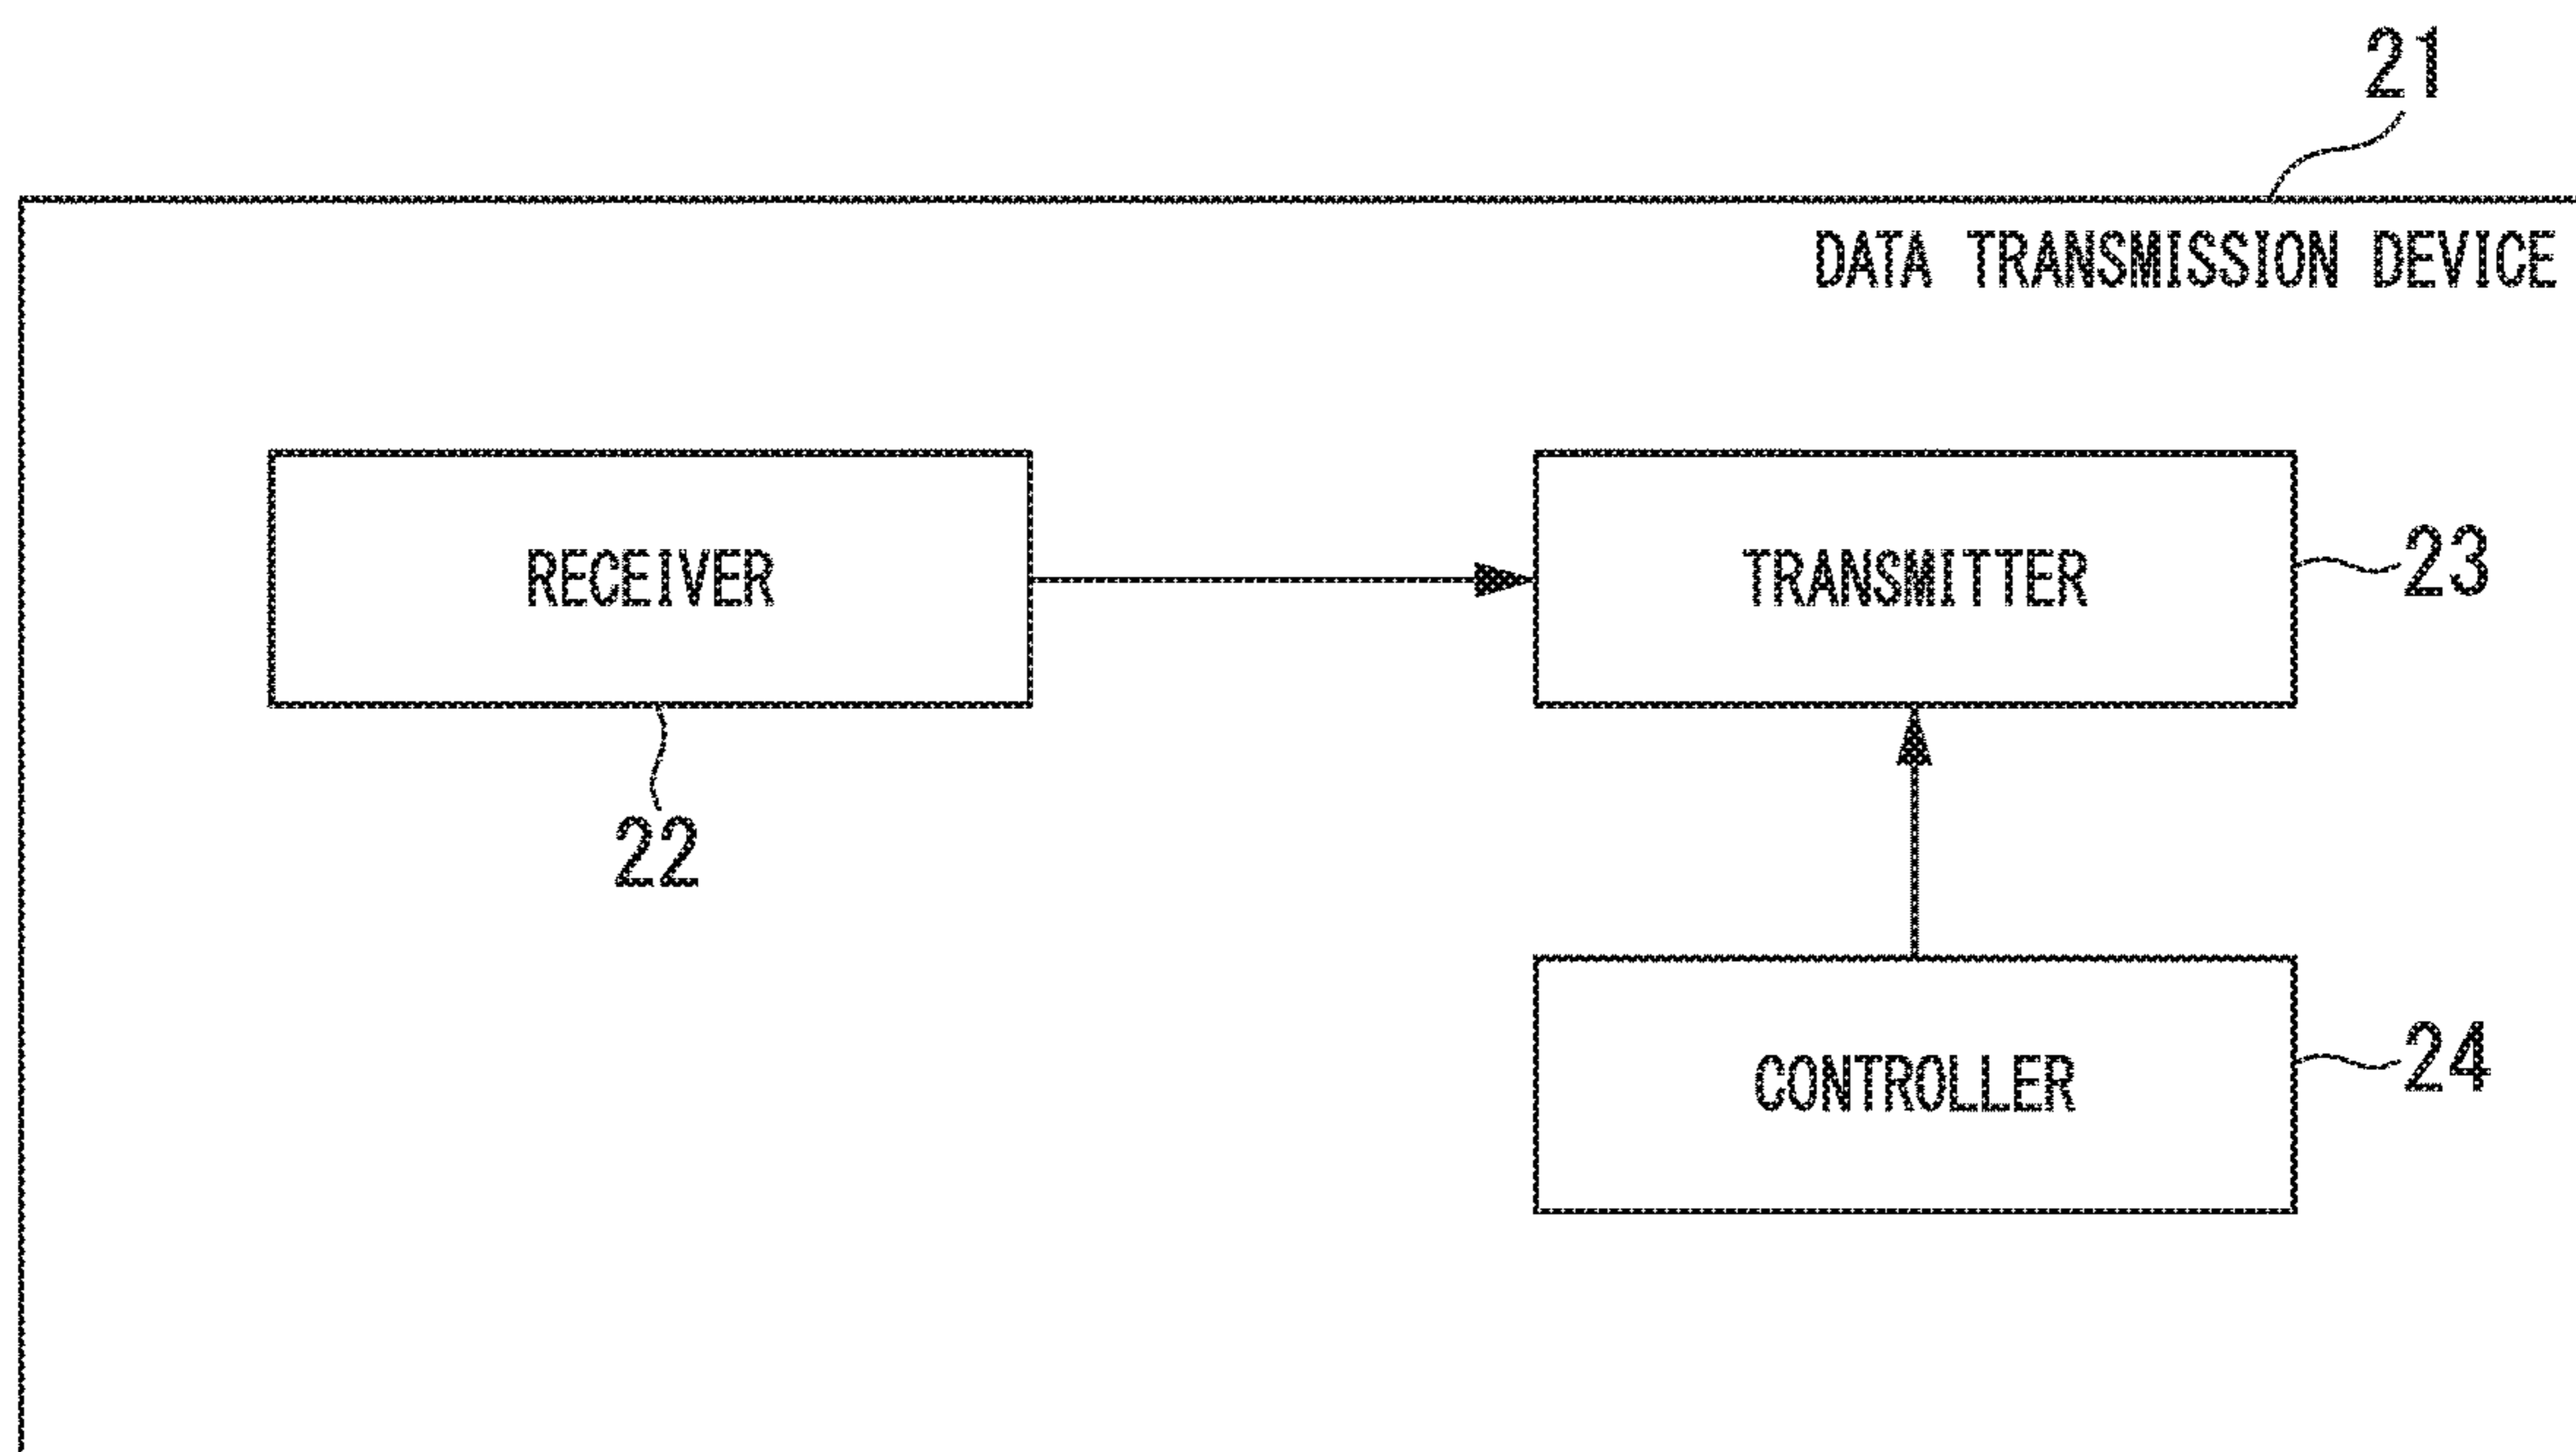 21
DATA TRANSMISSION DEVICE
RECEIVER
TRANSMITTER
23
22
CONTROLLER
24